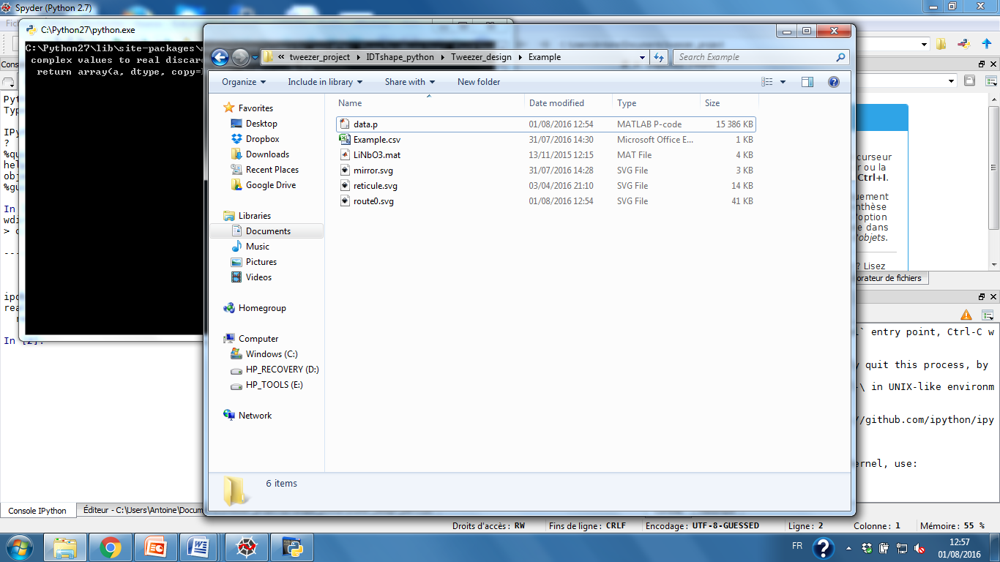 Spyder (Python 2.7)
C:\Python27\python.exe
C:\Python27\lib\site-packages\
complex values to real discar
return array(a, dtype, copy=
« tweezer_project IDTshape_python Tweezer_design Example
Search Example
Organize Include in library Share with New folder
Name Date modified Type Size
data.p 01/08/2016 12:54 MATLAB P-code 15 386 KB
Example.csv 31/07/2016 14:30 Microsoft Office E... 1 KB
LiNbO3.mat 13/11/2015 12:15 MAT File 4 KB
mirror.svg 31/07/2016 14:28 SVG File 3 KB
reticule.svg 03/04/2016 21:10 SVG File 14 KB
route0.svg 01/08/2016 12:54 SVG File 41 KB
Favorites
Desktop
Dropbox
Downloads
Recent Places
Google Drive
Libraries
Documents
Music
Pictures
Videos
Homegroup
Computer
Windows (C:)
HP_RECOVERY (D:)
HP_TOOLS (E:)
Network
6 items
Cons
Pyt
Typ
IPy
?
%qu
hel
obj
%gu
In
wdi
> c
---
ipd
rea
In [2]:
curseur
r ou la
Ctrl+I.
quement
nthèse
'option
e dans
l'objets.
? Lisez
orateur de fichiers
` entry point, Ctrl-C w
y quit this process, by
-\ in UNIX-like environm
//github.com/ipython/ipy
ernel, use:
Console IPython Éditeur - C:\Users\Antoine\Docum
Droits d'accès : RW Fins de ligne : CRLF Encodage : UTF-8-GUESSED Ligne : 2 Colonne : 1 Mémoire : 55 %
FR
12:57
01/08/2016